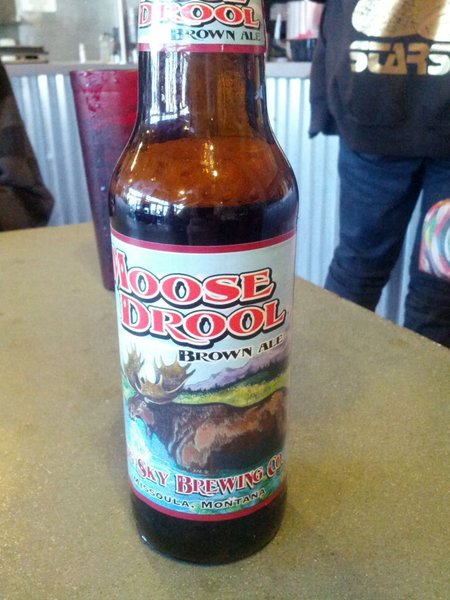 DROOL
BROWN ALE
MOOSE
DROOL
BROWN ALE
SKY BREWING CO.
MISSOULA, MONTANA
STARS